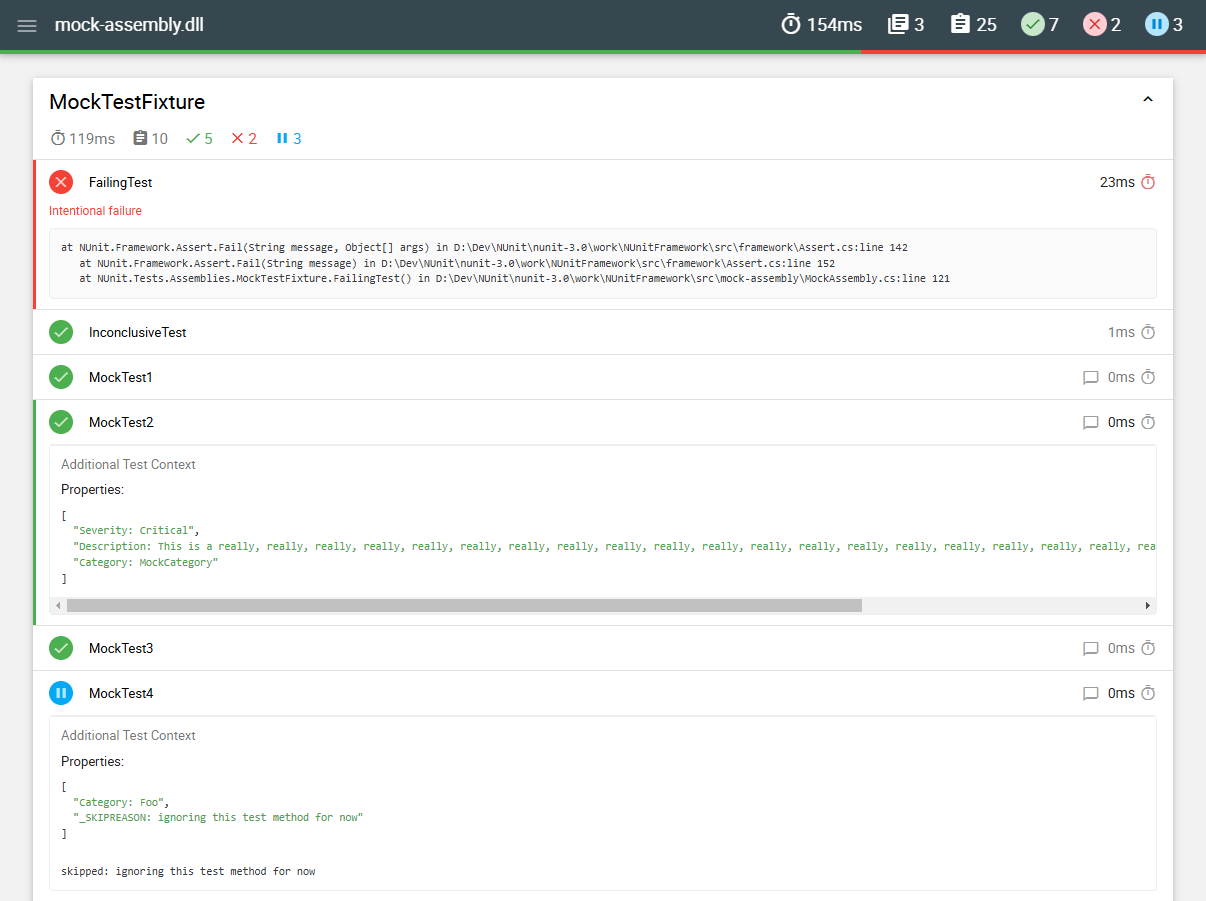 mock-assembly.dll 154ms 3 25 7 2 3
MockTestFixture
119ms 10 5 2 3
FailingTest 23ms
Intentional failure
at NUnit.Framework.Assert.Fail(String message, Object[] args) in D:\Dev\NUnit\nunit-3.0\work\NUnitFramework\src\framework\Assert.cs:line 142
at NUnit.Framework.Assert.Fail(String message) in D:\Dev\NUnit\nunit-3.0\work\NUnitFramework\src\framework\Assert.cs:line 152
at NUnit.Tests.Assemblies.MockTestFixture.FailingTest() in D:\Dev\NUnit\nunit-3.0\work\NUnitFramework\src\mock-assembly\MockAssembly.cs:line 121
InconclusiveTest 1ms
MockTest1 0ms
MockTest2 0ms
Additional Test Context
Properties:
[
"Severity: Critical",
"Description: This is a really, really, really, really, really, really, really, really, really, really, really, really, really, really, really, really, really, really, really, rea
"Category: MockCategory"
]
MockTest3 0ms
MockTest4 0ms
Additional Test Context
Properties:
[
"Category: Foo",
"_SKIPREASON: ignoring this test method for now"
]
skipped: ignoring this test method for now